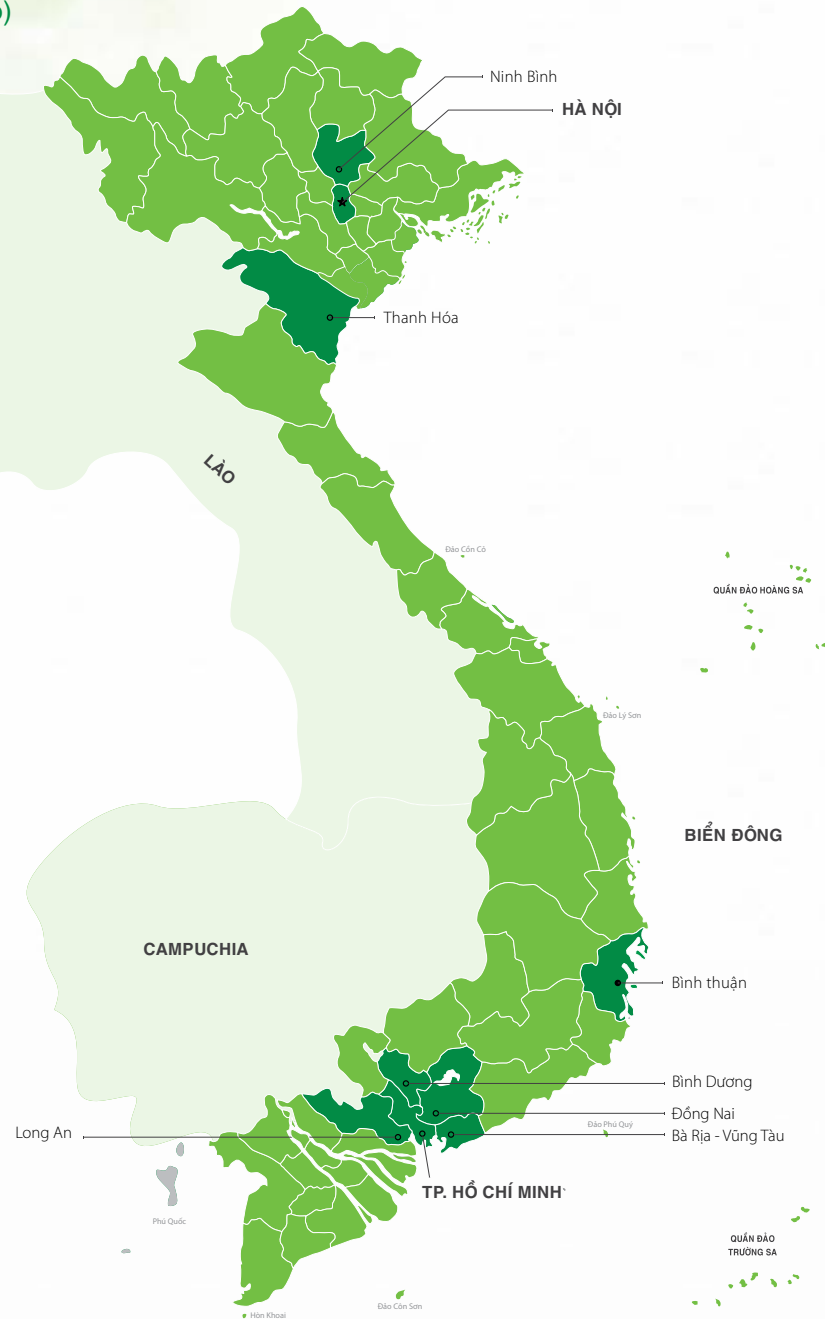 Ninh Bình
HÀ NỘI
Thanh Hóa
LÀO
Đảo Cồn Cỏ
QUẦN ĐẢO HOÀNG SA
Đảo Lý Sơn
BIỂN ĐÔNG
CAMPUCHIA
Bình thuận
Bình Dương
Đồng Nai
Đảo Phú Quý
Long An
Bà Rịa - Vũng Tàu
TP. HỒ CHÍ MINH
Phú Quốc
QUẦN ĐẢO
TRƯỜNG SA
Đảo Côn Sơn
Hòn Khoai